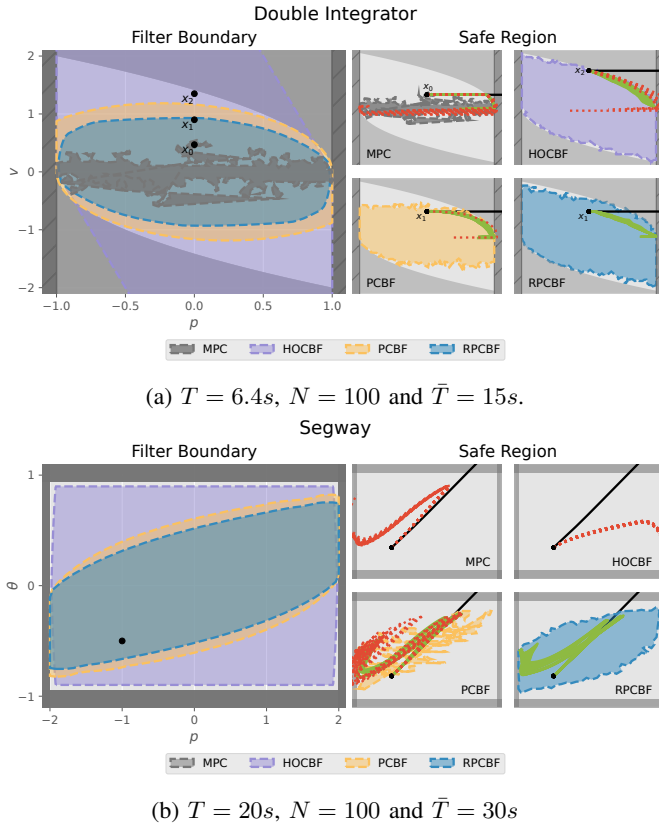 Double Integrator
Filter Boundary
Safe Region
2
1
0
−1
−2
v
x2
x1
x0
−1.0
−0.5
0.0
0.5
1.0
p
x0
MPC
x2
HOCBF
x1
PCBF
x1
RPCBF
MPC HOCBF PCBF RPCBF
(a) T = 6.4s, N = 100 and T̄ = 15s.
Segway
Filter Boundary
Safe Region
1
0
−1
θ
−2
−1
0
1
2
p
MPC
HOCBF
PCBF
RPCBF
MPC HOCBF PCBF RPCBF
(b) T = 20s, N = 100 and T̄ = 30s